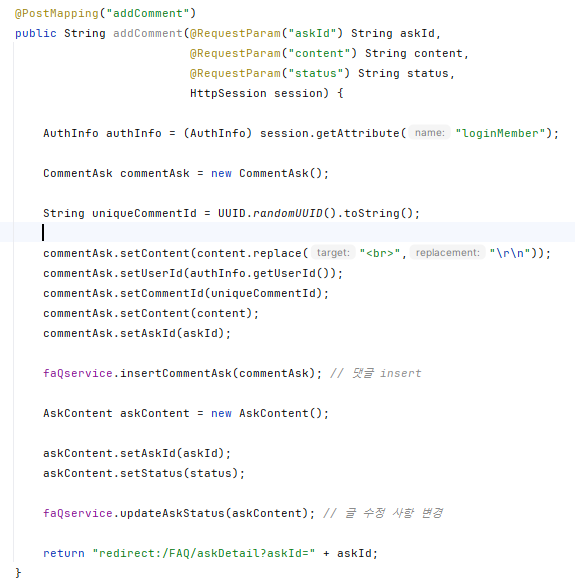 @PostMapping("addComment")
public String addComment(@RequestParam("askId") String askId,
                         @RequestParam("content") String content,
                         @RequestParam("status") String status,
                         HttpSession session) {
    AuthInfo authInfo = (AuthInfo) session.getAttribute( name: "loginMember");
    CommentAsk commentAsk = new CommentAsk();
    String uniqueCommentId = UUID.randomUUID().toString();
    commentAsk.setContent(content.replace( target: "<br>", replacement: "\r\n"));
    commentAsk.setUserId(authInfo.getUserId());
    commentAsk.setCommentId(uniqueCommentId);
    commentAsk.setContent(content);
    commentAsk.setAskId(askId);
    faQservice.insertCommentAsk(commentAsk); // 댓글 insert
    AskContent askContent = new AskContent();
    askContent.setAskId(askId);
    askContent.setStatus(status);
    faQservice.updateAskStatus(askContent); // 글 수정 사항 변경
    return "redirect:/FAQ/askDetail?askId=" + askId;
}